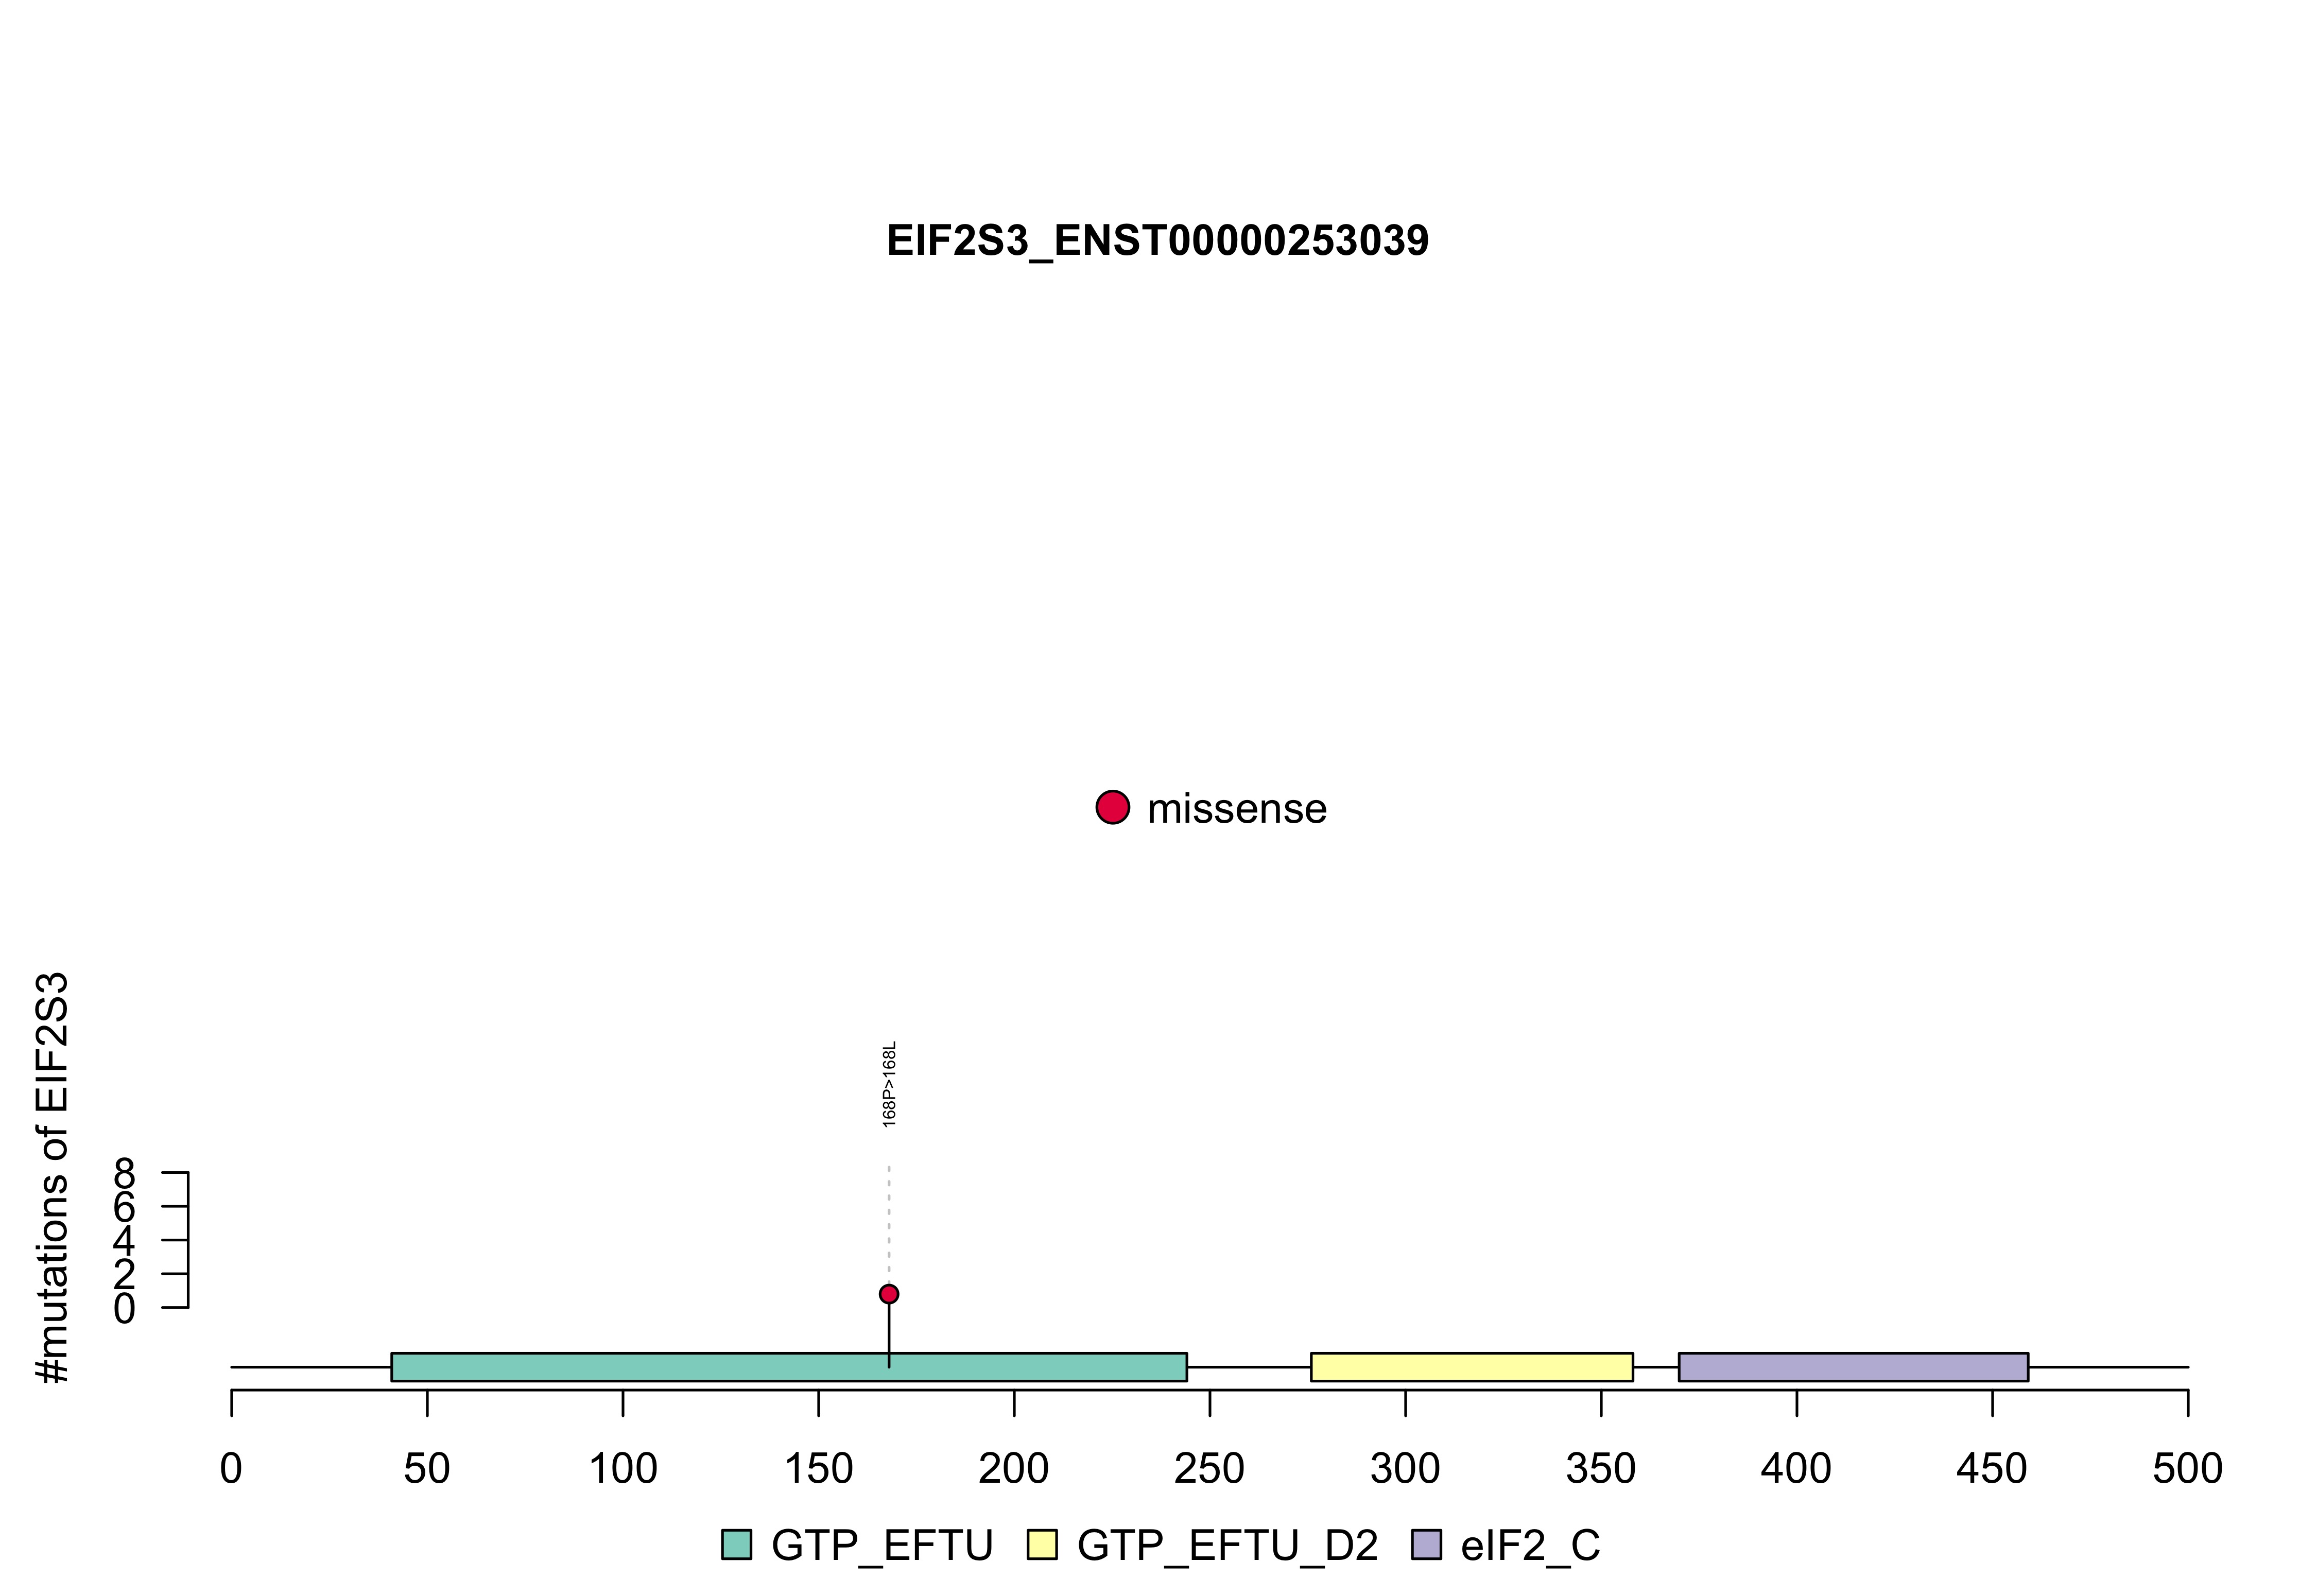 EIF2S3_ENST00000253039
missense
#mutations of EIF2S3
168P>168L
8
6
4
2
0
0 50 100 150 200 250 300 350 400 450 500
GTP_EFTU GTP_EFTU_D2 eIF2_C